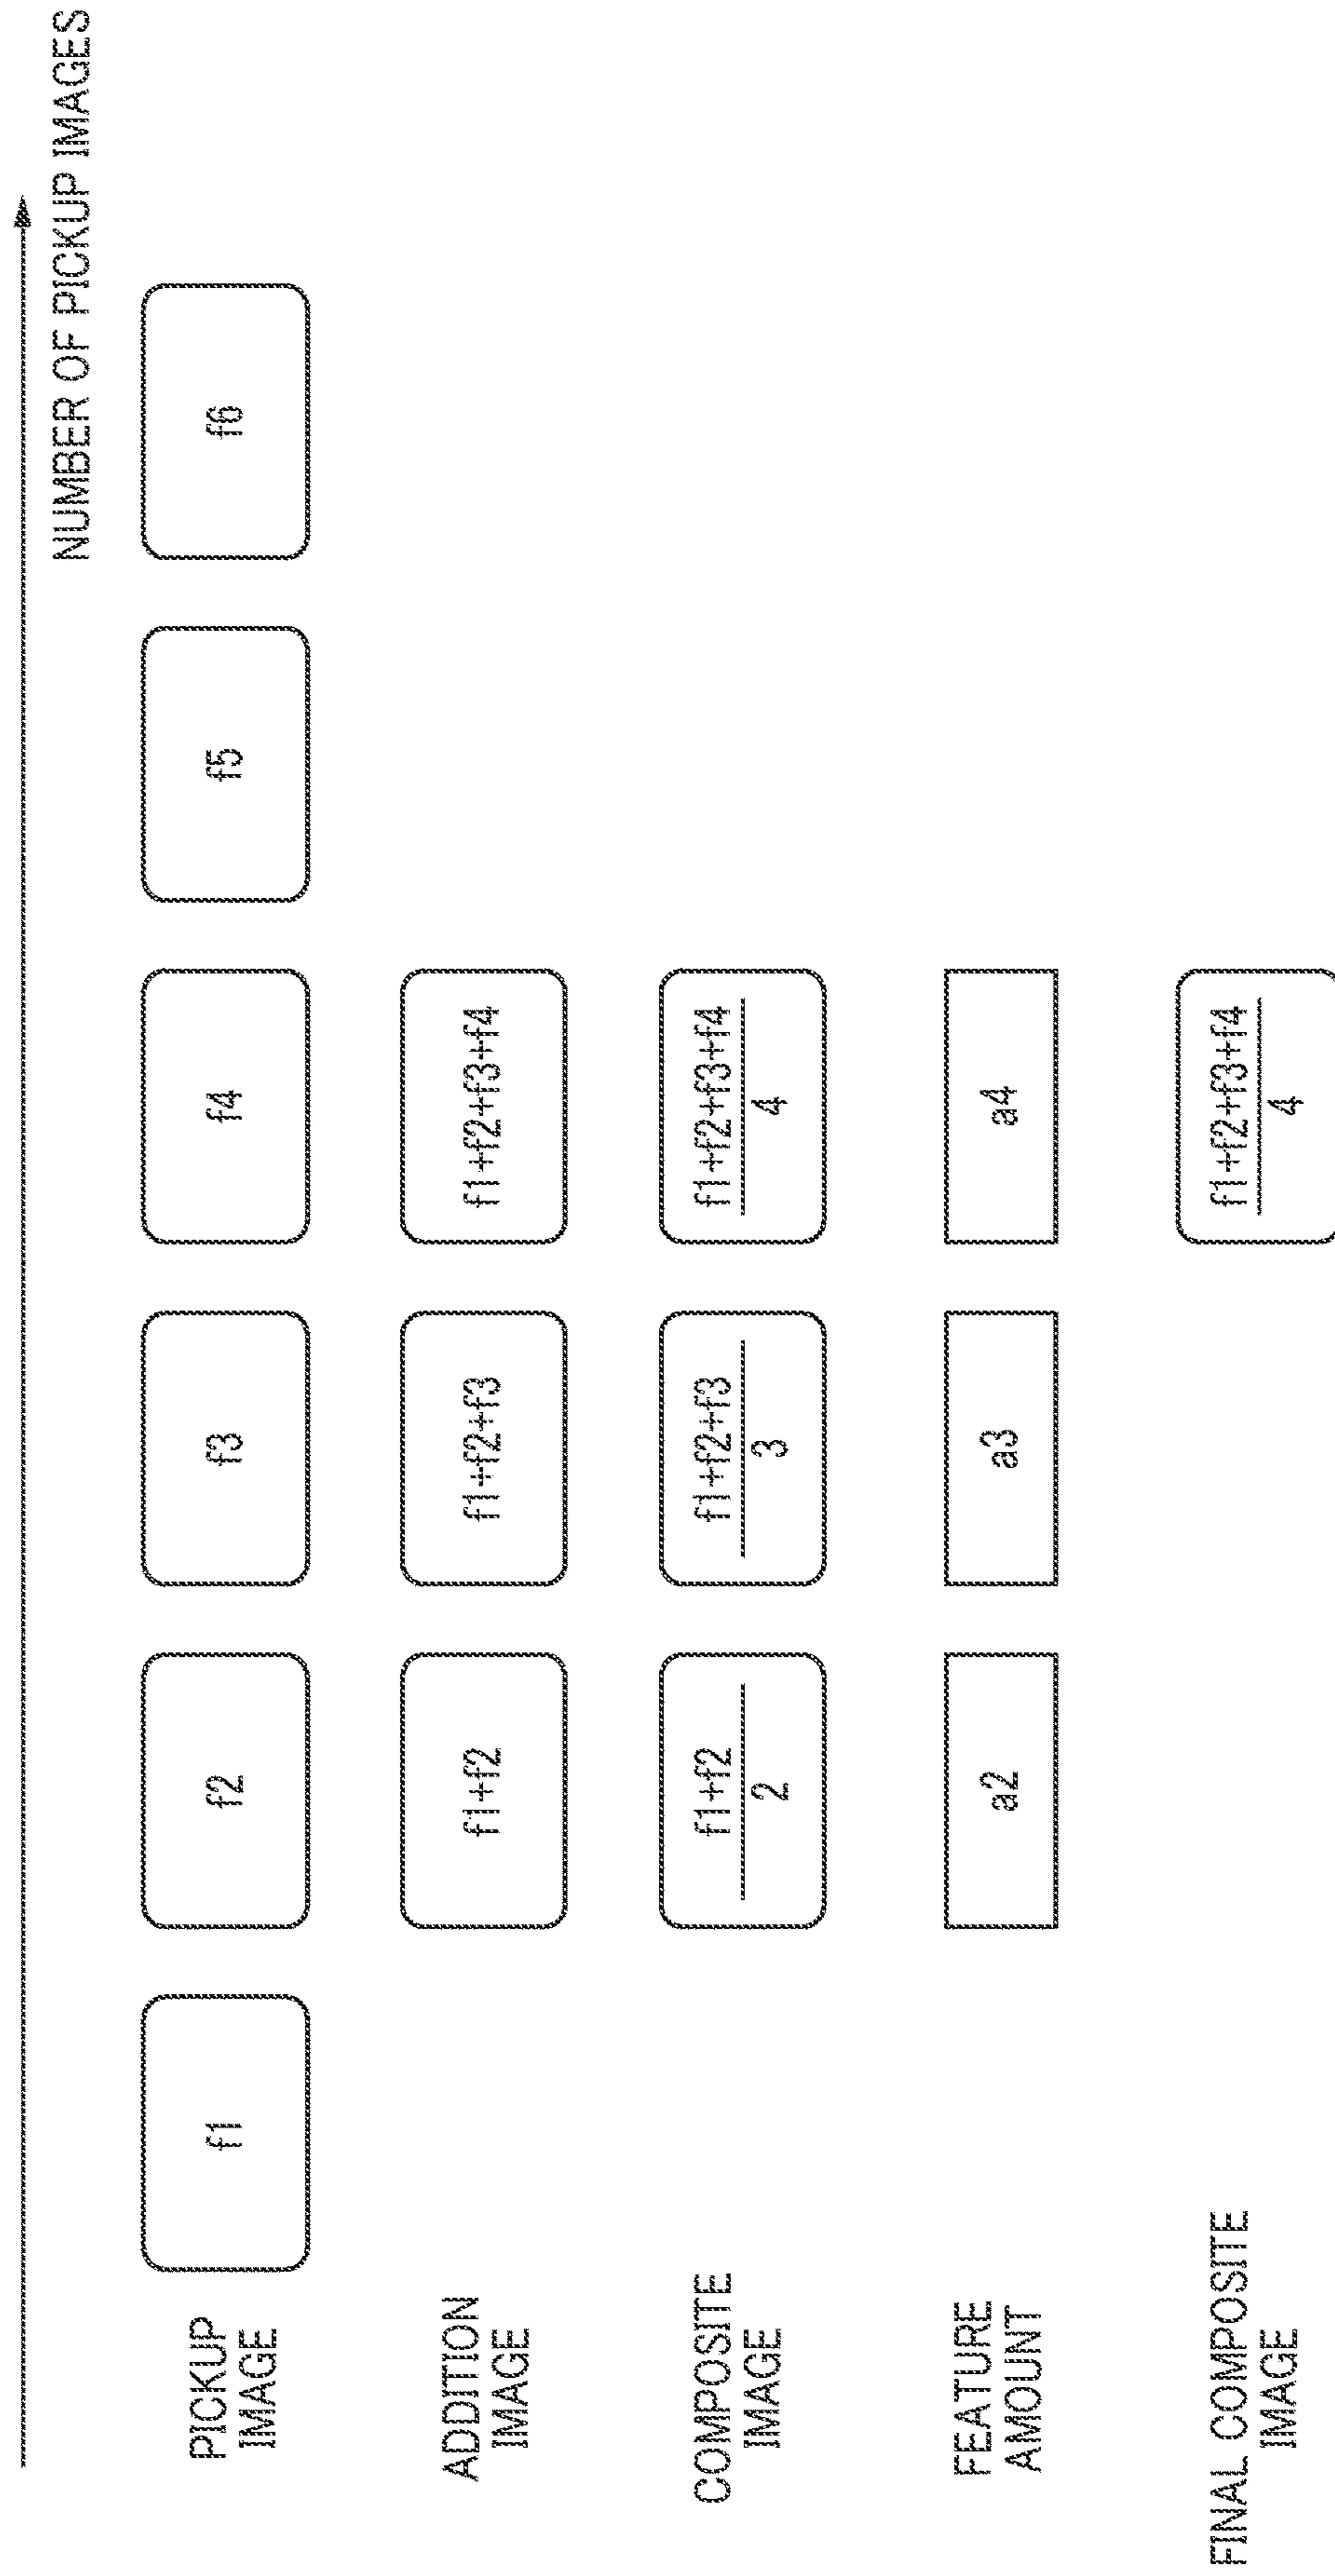 NUMBER OF PICKUP IMAGES
PICKUP
IMAGE
f1
f2
f3
f4
f5
f6
ADDITION
IMAGE
f1+f2
f1+f2+f3
f1+f2+f3+f4
COMPOSITE
IMAGE
f1+f2
2
f1+f2+f3
3
f1+f2+f3+f4
4
FEATURE
AMOUNT
a2
a3
a4
FINAL COMPOSITE
IMAGE
f1+f2+f3+f4
4